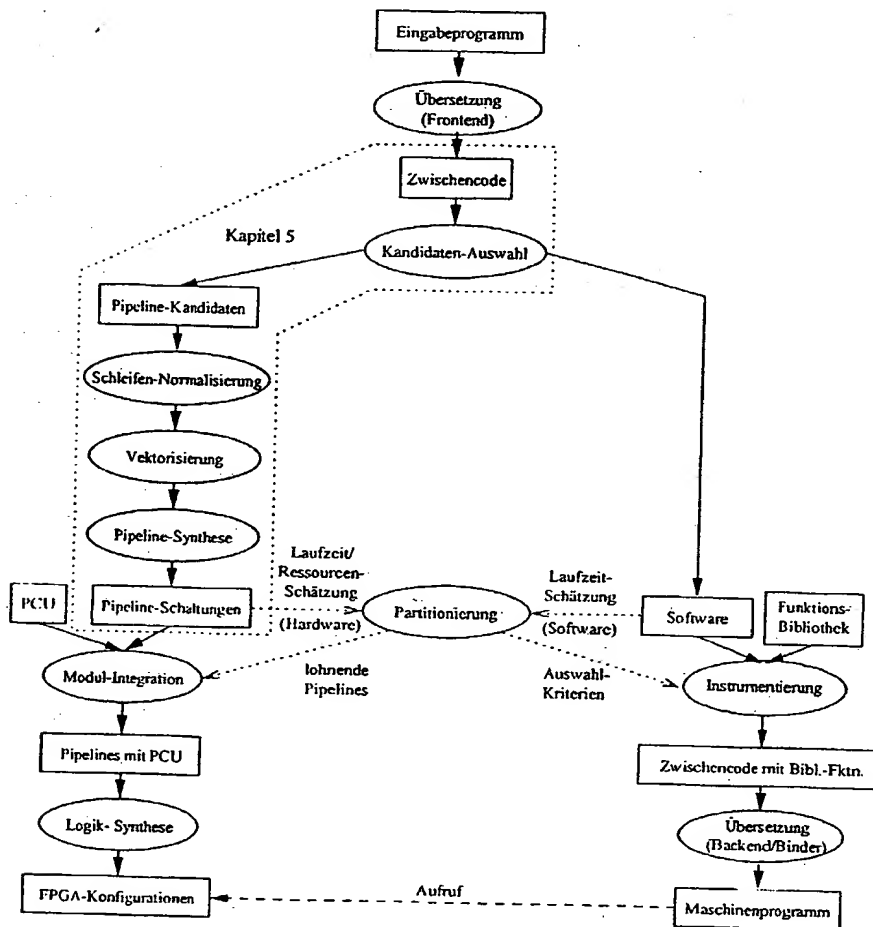 Eingabeprogramm
Übersetzung
(Frontend)
Zwischencode
Kapitel 5
Kandidaten-Auswahl
Pipeline-Kandidaten
Schleifen-Normalisierung
Vektorisierung
Pipeline-Synthese
Laufzeit/
Ressourcen-
Schätzung
(Hardware)
Partitionierung
Laufzeit-
Schätzung
(Software)
PCU
Pipeline-Schaltungen
Software
Funktions-
Bibliothek
Modul-Integration
lohnende
Pipelines
Auswahl-
Kriterien
Instrumentierung
Pipelines mit PCU
Zwischencode mit Bibl.-Fktn.
Logik- Synthese
Übersetzung
(Backend/Binder)
FPGA-Konfigurationen
Aufruf
Maschinenprogramm